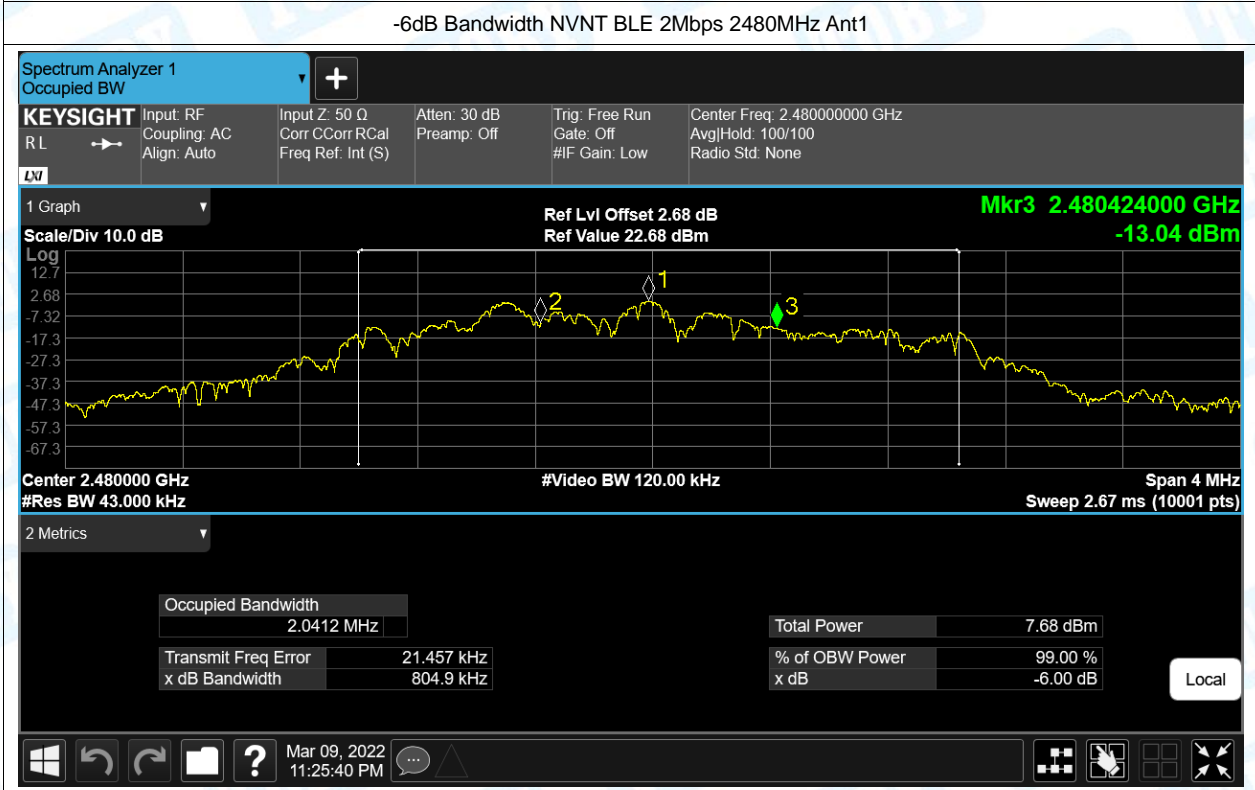 -6dB Bandwidth NVNT BLE 2Mbps 2480MHz Ant1
Spectrum Analyzer 1
Occupied BW
KEYSIGHT
RL
LXI
Input: RF
Coupling: AC
Align: Auto
Input Z: 50 Ω
Corr CCorr RCal
Freq Ref: Int (S)
Atten: 30 dB
Preamp: Off
Trig: Free Run
Gate: Off
#IF Gain: Low
Center Freq: 2.480000000 GHz
Avg|Hold: 100/100
Radio Std: None
1 Graph
Scale/Div 10.0 dB
Ref Lvl Offset 2.68 dB
Ref Value 22.68 dBm
Mkr3 2.480424000 GHz
-13.04 dBm
Log
12.7
2.68
-7.32
-17.3
-27.3
-37.3
-47.3
-57.3
-67.3
2
1
3
Center 2.480000 GHz
#Res BW 43.000 kHz
#Video BW 120.00 kHz
Span 4 MHz
Sweep 2.67 ms (10001 pts)
2 Metrics
Occupied Bandwidth
2.0412 MHz
Transmit Freq Error 21.457 kHz
x dB Bandwidth 804.9 kHz
Total Power 7.68 dBm
% of OBW Power 99.00 %
x dB -6.00 dB
Local
?
Mar 09, 2022
11:25:40 PM